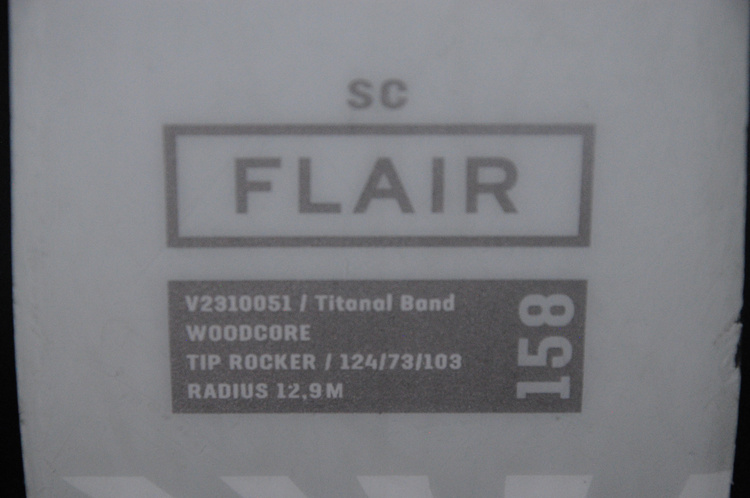 SC
FLAIR
V2310051 / Titanal Band
WOODCORE
TIP ROCKER / 124/73/103
RADIUS 12,9M
158